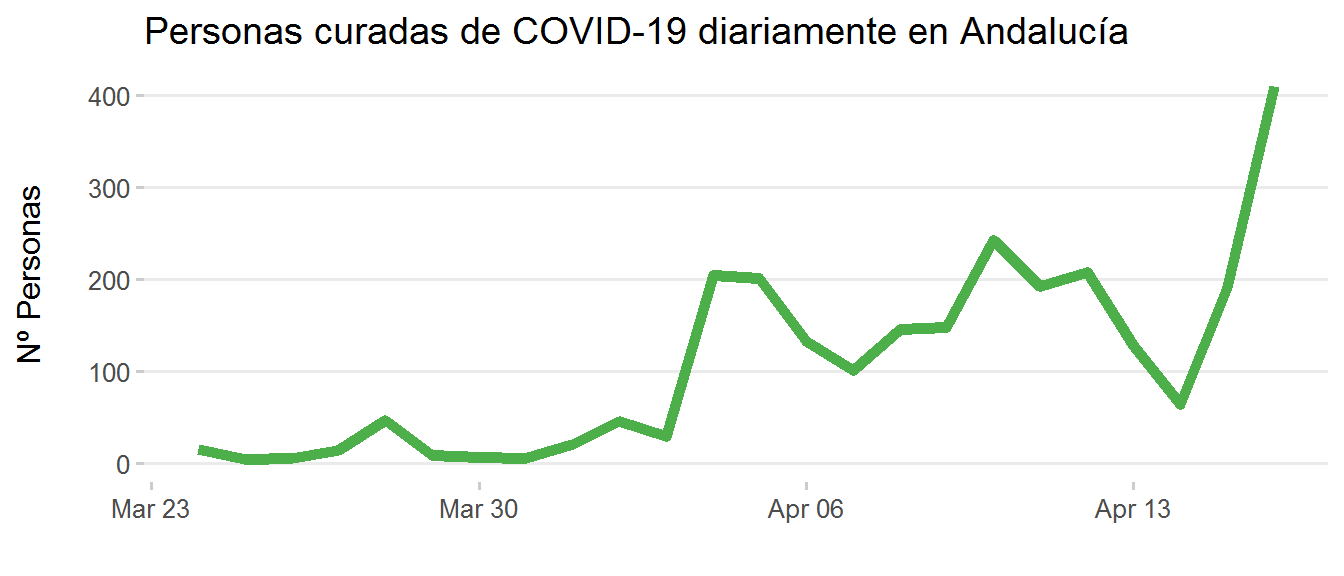 Personas curadas de COVID-19 diariamente en Andalucía
Nº Personas
400
300
200
100
0
Mar 23 Mar 30 Apr 06 Apr 13